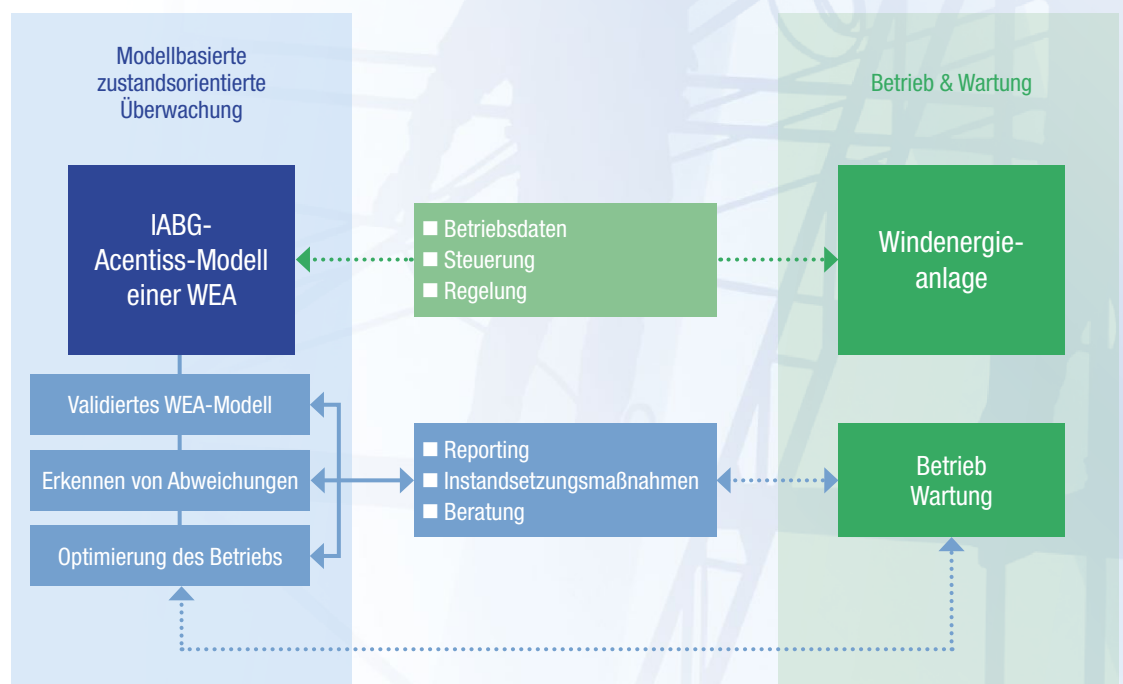 Modellbasierte
zustandsorientierte
Überwachung
Betrieb & Wartung
IABG-
Acentiss-Modell
einer WEA
■ Betriebsdaten
■ Steuerung
■ Regelung
Windenergie-
anlage
Validiertes WEA-Modell
Erkennen von Abweichungen
Optimierung des Betriebs
■ Reporting
■ Instandsetzungsmaßnahmen
■ Beratung
Betrieb
Wartung